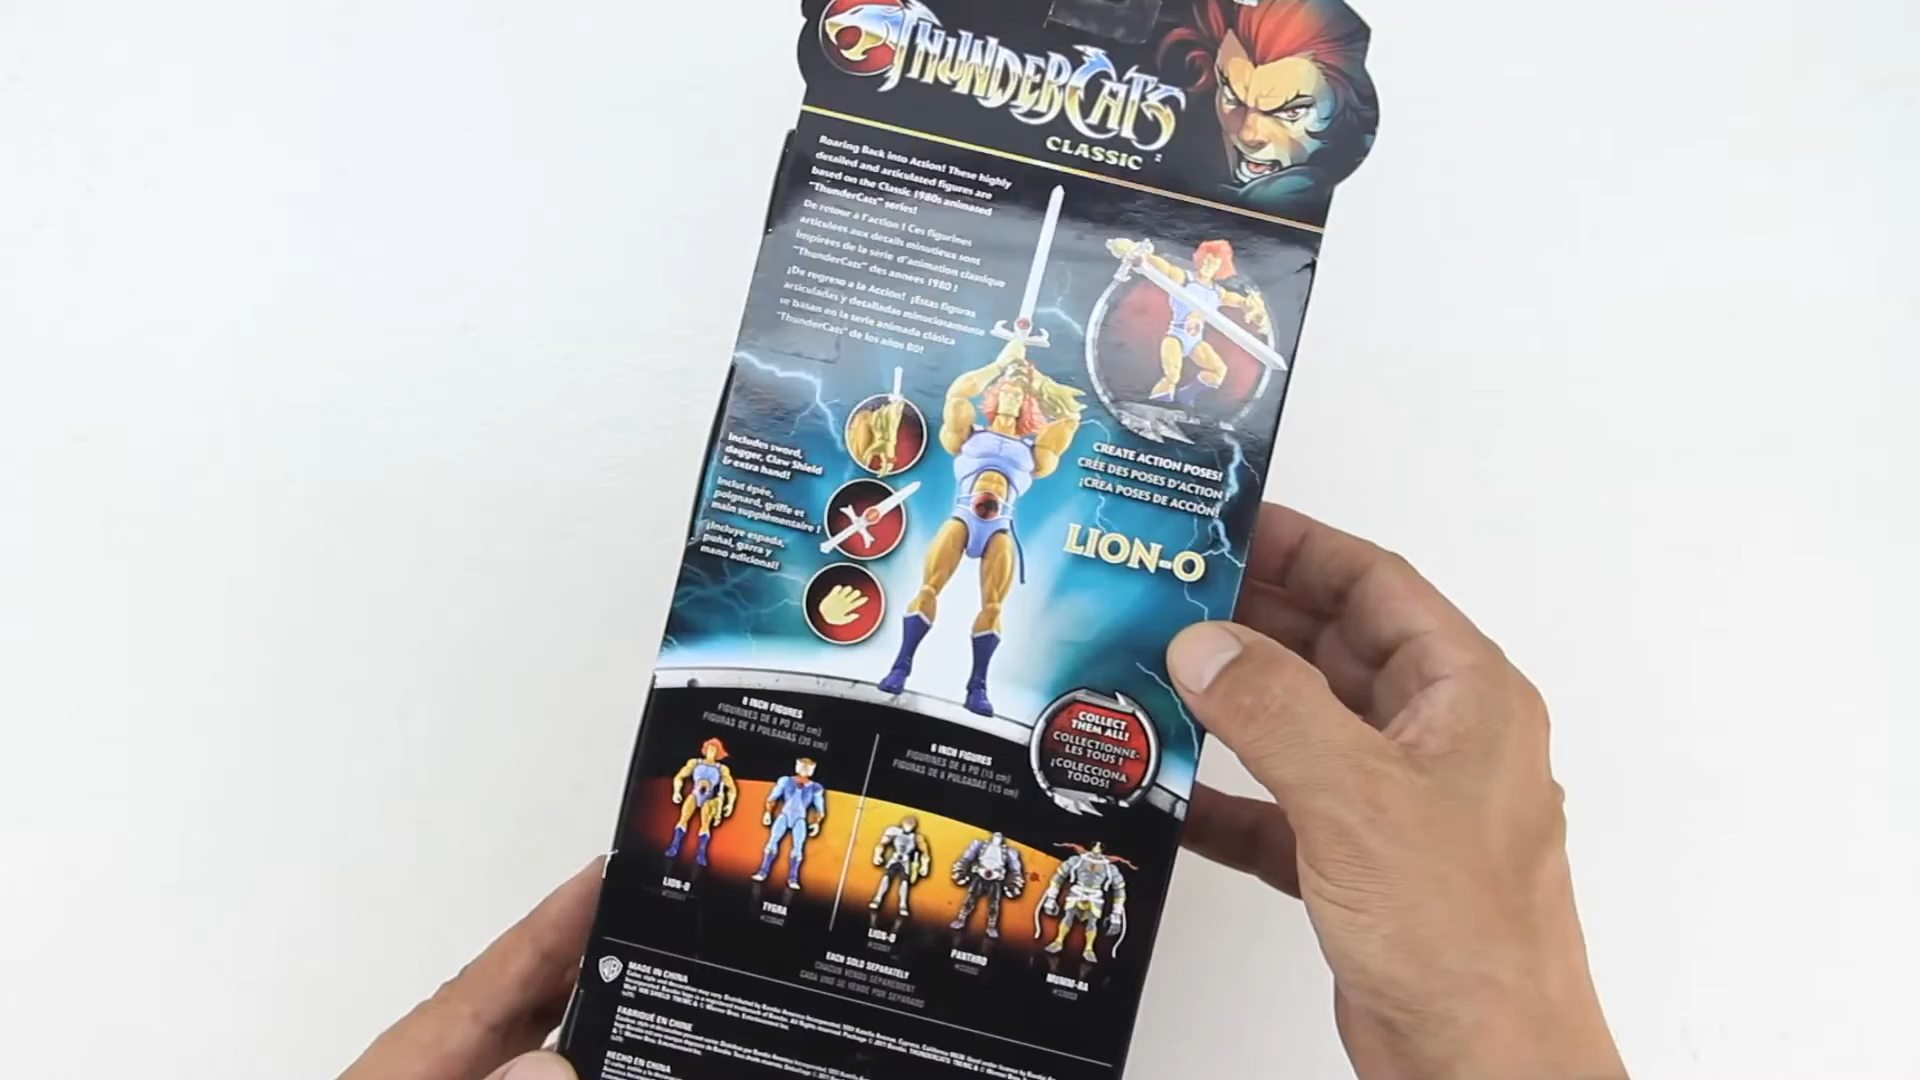 THUNDERCATS
CLASSIC
Roaring Back Into Action! These highly
detailed and articulated figures are
based on the Classic 1980s animated
"ThunderCats" series!
De retour à l'action ! Ces figurines
articulées aux détails minutieux sont
inspirées de la série d'animation classique
"ThunderCats" des années 1980 !
¡De regreso a la Acción! ¡Estas figuras
articuladas y detalladas minuciosamente
se basan en la serie animada clásica
"ThunderCats" de los años 80!
Includes sword,
dagger, Claw Shield
& extra hand!
Inclut épée,
poignard, griffe et
main supplémentaire !
¡Incluye espada,
puñal, garra y
mano adicional!
CREATE ACTION POSES!
CRÉE DES POSES D'ACTION !
¡CREA POSES DE ACCIÓN!
LION-O
COLLECT
THEM ALL!
COLLECTIONNE-
LES TOUS !
¡COLECCIONA
TODOS!
8 INCH FIGURES
FIGURINES DE 8 PO (20 cm)
FIGURAS DE 8 PULGADAS (20 cm)
6 INCH FIGURES
FIGURINES DE 6 PO (15 cm)
FIGURAS DE 6 PULGADAS (15 cm)
LION-O
TYGRA
LION-O
PANTHRO
MUMM-RA
EACH SOLD SEPARATELY
CHACUN VENDU SÉPARÉMENT
CADA UNO SE VENDE POR SEPARADO
WB
MADE IN CHINA
FABRIQUÉ EN CHINE
HECHO EN CHINA